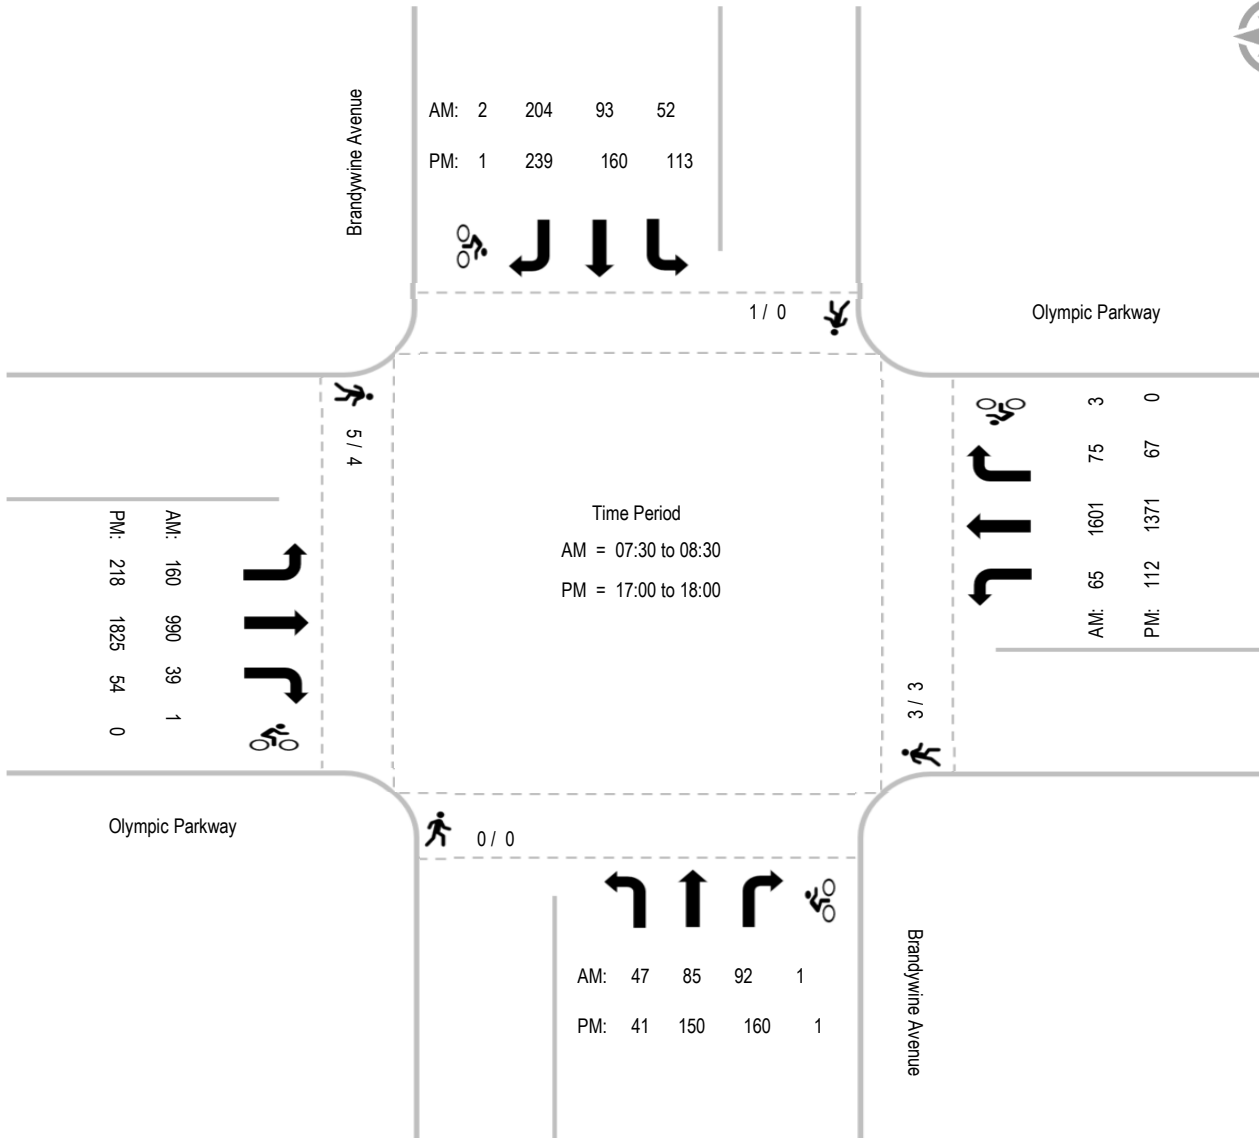 Brandywine Avenue
AM: 2 204 93 52
PM: 1 239 160 113
1 / 0
Olympic Parkway
5 / 4
AM: 65 1601 75 3
PM: 112 1371 67 0
Time Period
AM = 07:30 to 08:30
PM = 17:00 to 18:00
AM: 160 990 39 1
PM: 218 1825 54 0
3 / 3
Olympic Parkway
0 / 0
AM: 47 85 92 1
PM: 41 150 160 1
Brandywine Avenue